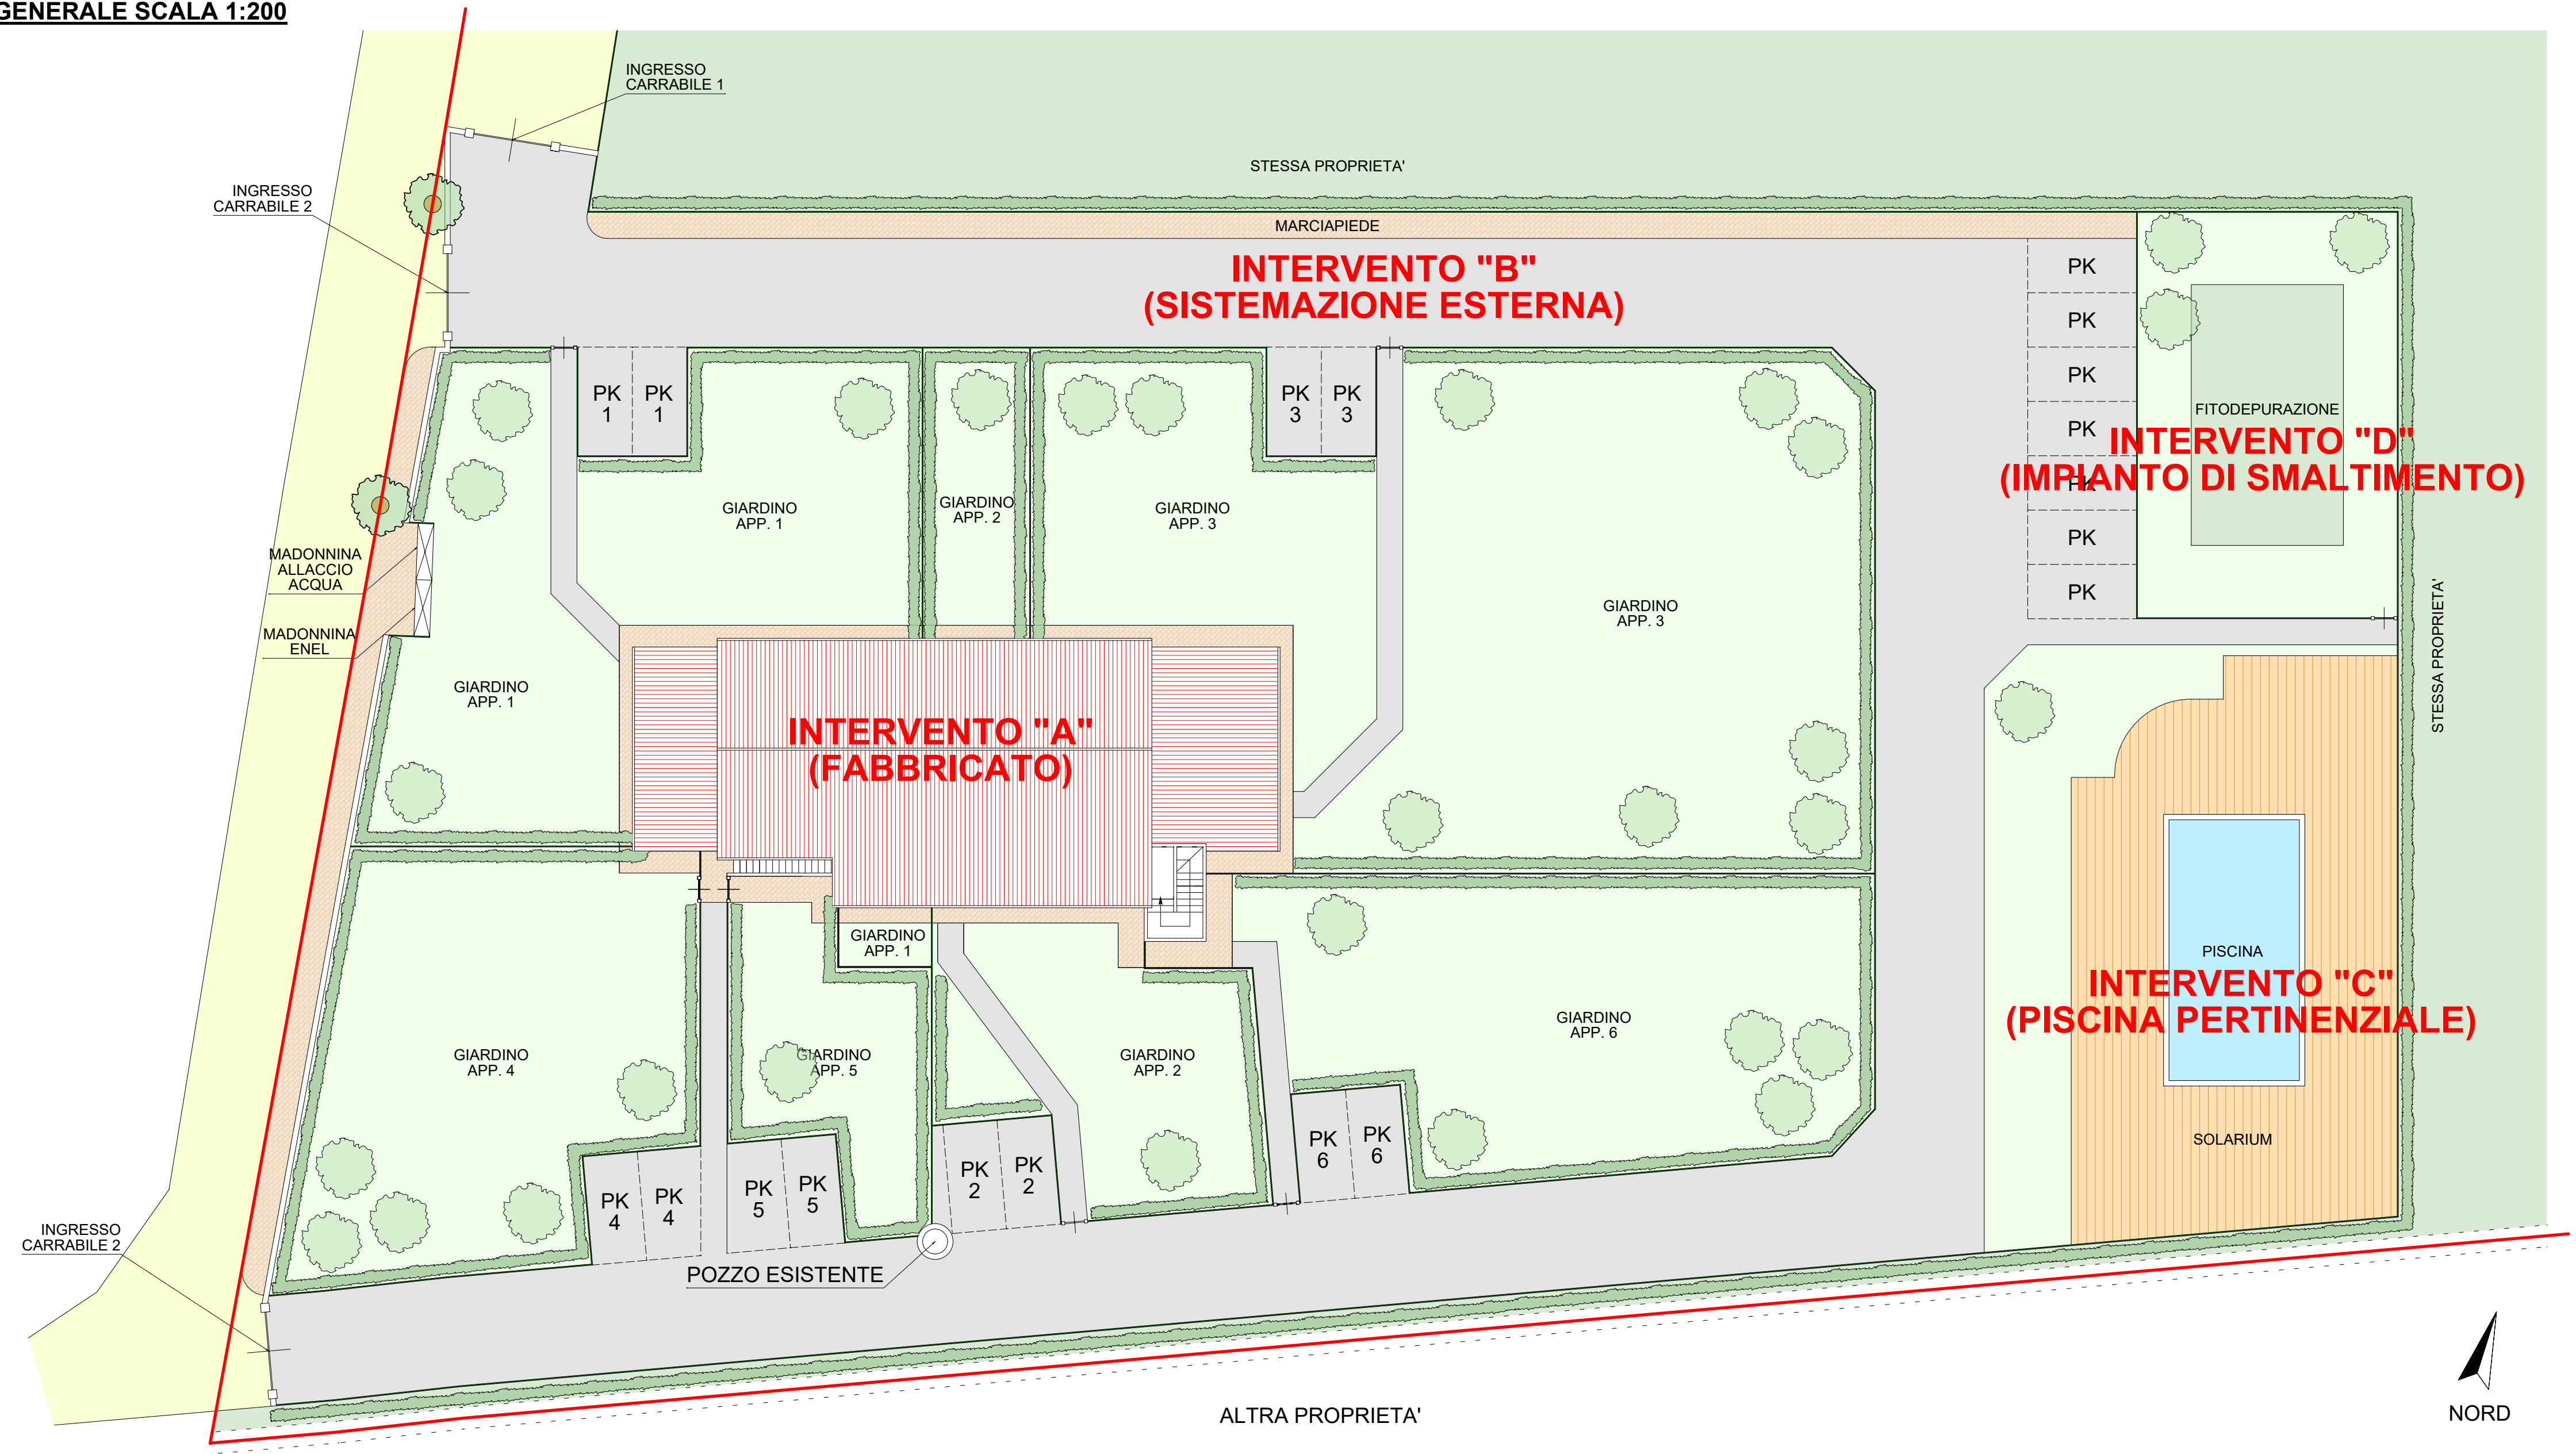 GENERALE SCALA 1:200
INGRESSO
CARRABILE 1
STESSA PROPRIETA'
INGRESSO
CARRABILE 2
MARCIAPIEDE
INTERVENTO "B"
(SISTEMAZIONE ESTERNA)
PK
PK
PK
PK
PK
PK
PK
PK
1
PK
1
PK
3
PK
3
FITODEPURAZIONE
INTERVENTO "D"
(IMPIANTO DI SMALTIMENTO)
GIARDINO
APP. 1
GIARDINO
APP. 2
GIARDINO
APP. 3
MADONNINA
ALLACCIO
ACQUA
MADONNINA
ENEL
GIARDINO
APP. 3
STESSA PROPRIETA'
GIARDINO
APP. 1
INTERVENTO "A"
(FABBRICATO)
GIARDINO
APP. 1
PISCINA
INTERVENTO "C"
(PISCINA PERTINENZIALE)
GIARDINO
APP. 4
GIARDINO
APP. 5
GIARDINO
APP. 2
GIARDINO
APP. 6
SOLARIUM
PK
4
PK
4
PK
5
PK
5
PK
2
PK
2
PK
6
PK
6
INGRESSO
CARRABILE 2
POZZO ESISTENTE
ALTRA PROPRIETA'
NORD